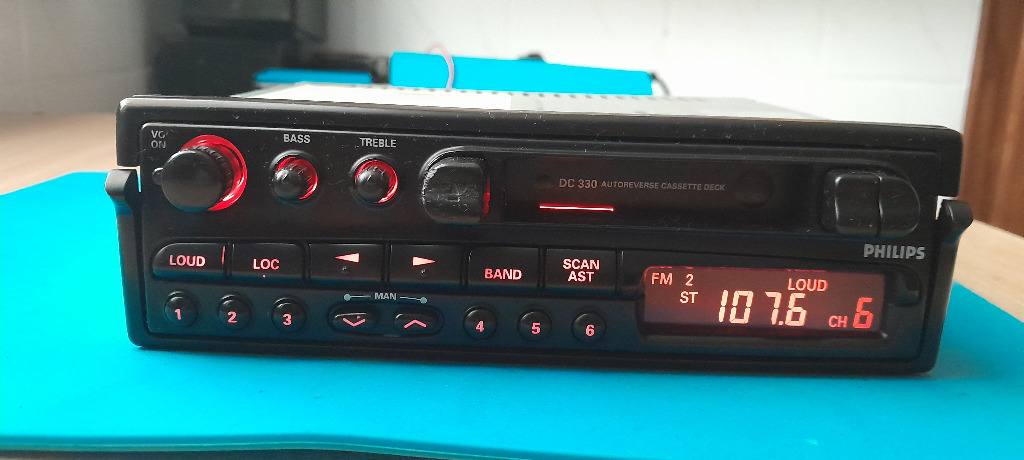 VO
ON
BASS
TREBLE
DC 330 AUTOREVERSE CASSETTE DECK
PHILIPS
LOUD
LOC
BAND
SCAN
AST
MAN
1
2
3
4
5
6
FM 2
LOUD
ST
107.6
CH 6